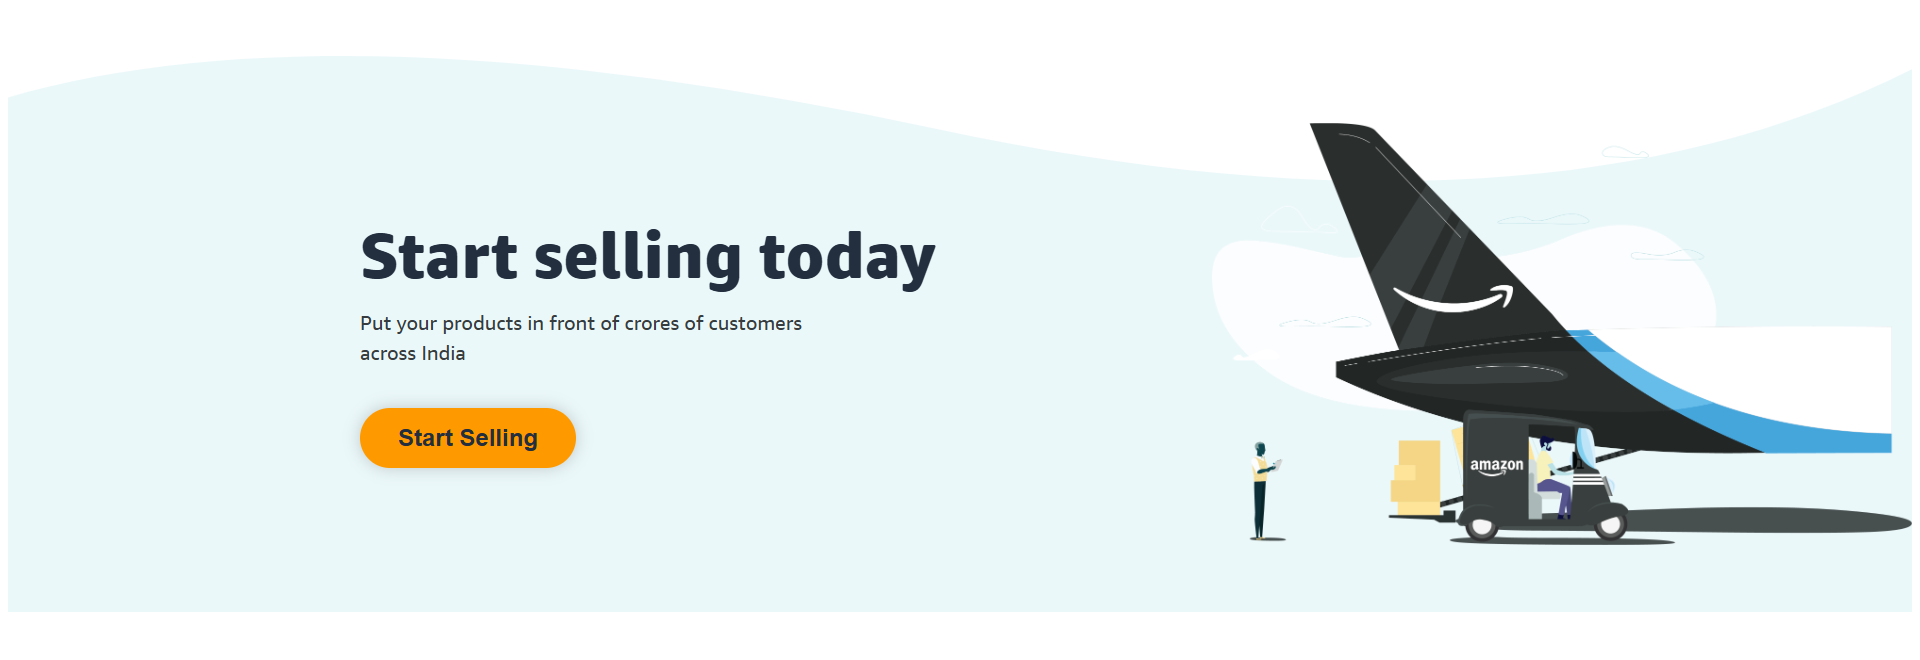 Start selling today
Put your products in front of crores of customers
across India
Start Selling
amazon